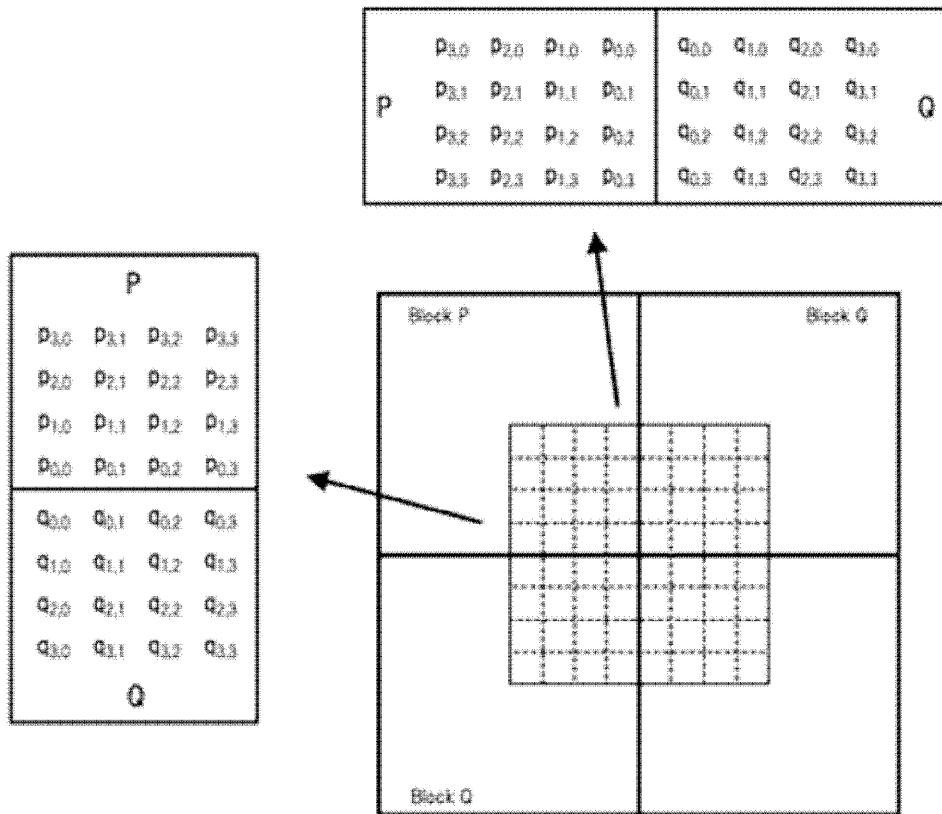 p3,0 p2,0 p1,0 p0,0 q0,0 q1,0 q2,0 q3,0
p3,1 p2,1 p1,1 p0,1 q0,1 q1,1 q2,1 q3,1
P Q
p3,2 p2,2 p1,2 p0,2 q0,2 q1,2 q2,2 q3,2
p3,3 p2,3 p1,3 p0,3 q0,3 q1,3 q2,3 q3,3
P
p3,0 p3,1 p3,2 p3,3
p2,0 p2,1 p2,2 p2,3
p1,0 p1,1 p1,2 p1,3
p0,0 p0,1 p0,2 p0,3
q0,0 q0,1 q0,2 q0,3
q1,0 q1,1 q1,2 q1,3
q2,0 q2,1 q2,2 q2,3
q3,0 q3,1 q3,2 q3,3
Q
Block P Block Q
Block Q